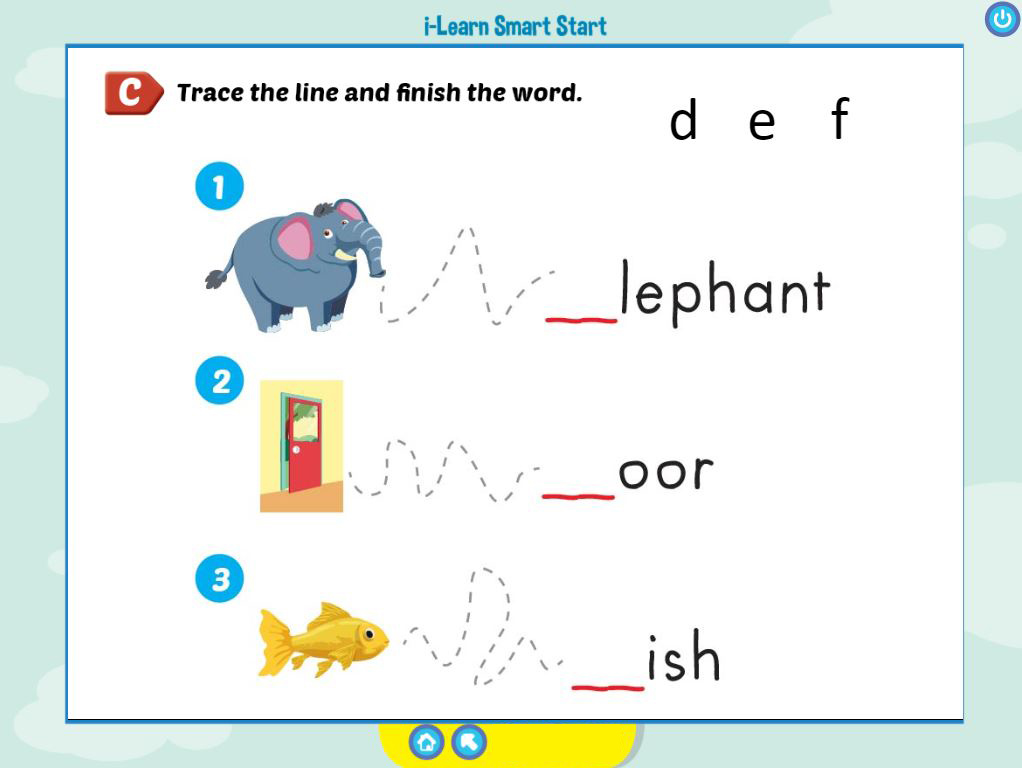 i-Learn Smart Start
C Trace the line and finish the word.
d e f
1
__lephant
2
__oor
3
__ish